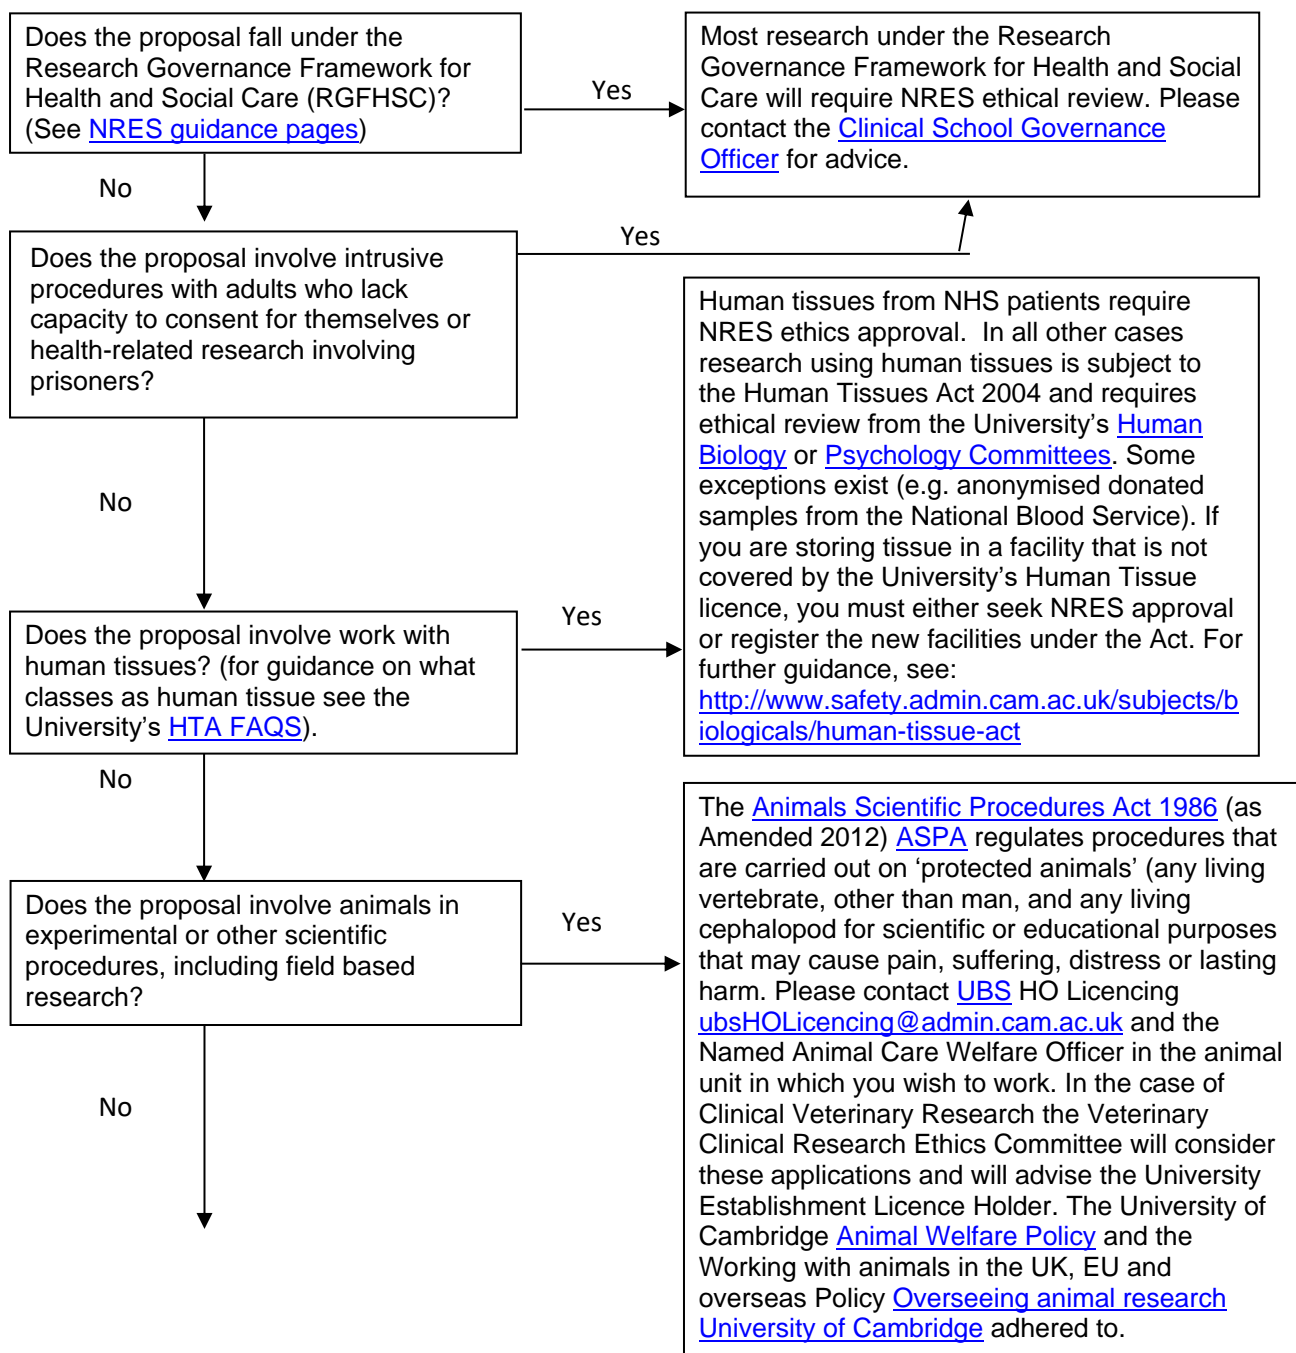 Does the proposal fall under the
Research Governance Framework for
Health and Social Care (RGFHSC)?
(See NRES guidance pages)
Yes
Most research under the Research
Governance Framework for Health and Social
Care will require NRES ethical review. Please
contact the Clinical School Governance
Officer for advice.
No
Does the proposal involve intrusive
procedures with adults who lack
capacity to consent for themselves or
health-related research involving
prisoners?
Yes
No
Does the proposal involve work with
human tissues? (for guidance on what
classes as human tissue see the
University’s HTA FAQS).
Yes
Human tissues from NHS patients require
NRES ethics approval.  In all other cases
research using human tissues is subject to
the Human Tissues Act 2004 and requires
ethical review from the University’s Human
Biology or Psychology Committees. Some
exceptions exist (e.g. anonymised donated
samples from the National Blood Service). If
you are storing tissue in a facility that is not
covered by the University’s Human Tissue
licence, you must either seek NRES approval
or register the new facilities under the Act. For
further guidance, see:
http://www.safety.admin.cam.ac.uk/subjects/b
iologicals/human-tissue-act
No
Does the proposal involve animals in
experimental or other scientific
procedures, including field based
research?
Yes
The Animals Scientific Procedures Act 1986 (as
Amended 2012) ASPA regulates procedures that
are carried out on ‘protected animals’ (any living
vertebrate, other than man, and any living
cephalopod for scientific or educational purposes
that may cause pain, suffering, distress or lasting
harm. Please contact UBS HO Licencing
ubsHOLicencing@admin.cam.ac.uk and the
Named Animal Care Welfare Officer in the animal
unit in which you wish to work. In the case of
Clinical Veterinary Research the Veterinary
Clinical Research Ethics Committee will consider
these applications and will advise the University
Establishment Licence Holder. The University of
Cambridge Animal Welfare Policy and the
Working with animals in the UK, EU and
overseas Policy Overseeing animal research
University of Cambridge adhered to.
No